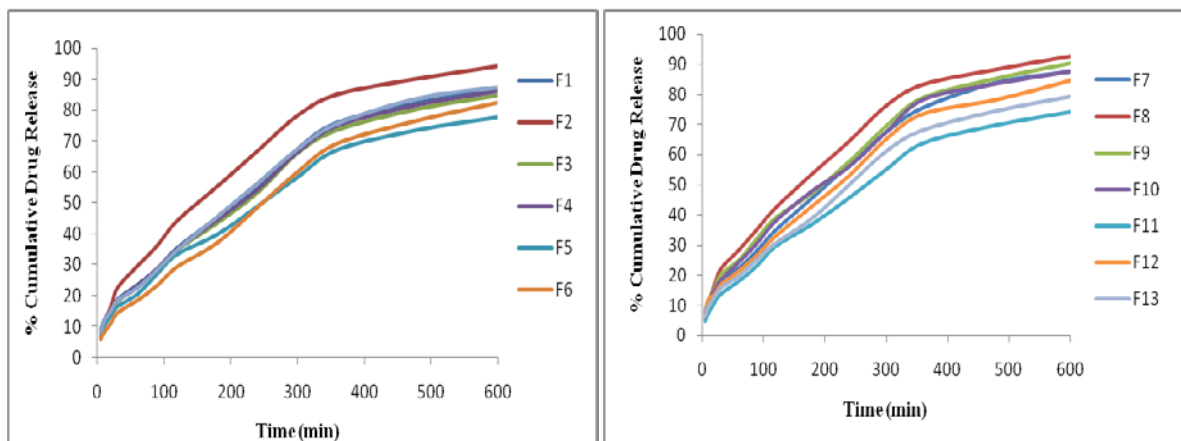 % Cumulative Drug Release
100
90
80
70
60
50
40
30
20
10
0
0 100 200 300 400 500 600
Time (min)
F1
F2
F3
F4
F5
F6
% Cumulative Drug Release
100
90
80
70
60
50
40
30
20
10
0
0 100 200 300 400 500 600
Time (min)
F7
F8
F9
F10
F11
F12
F13